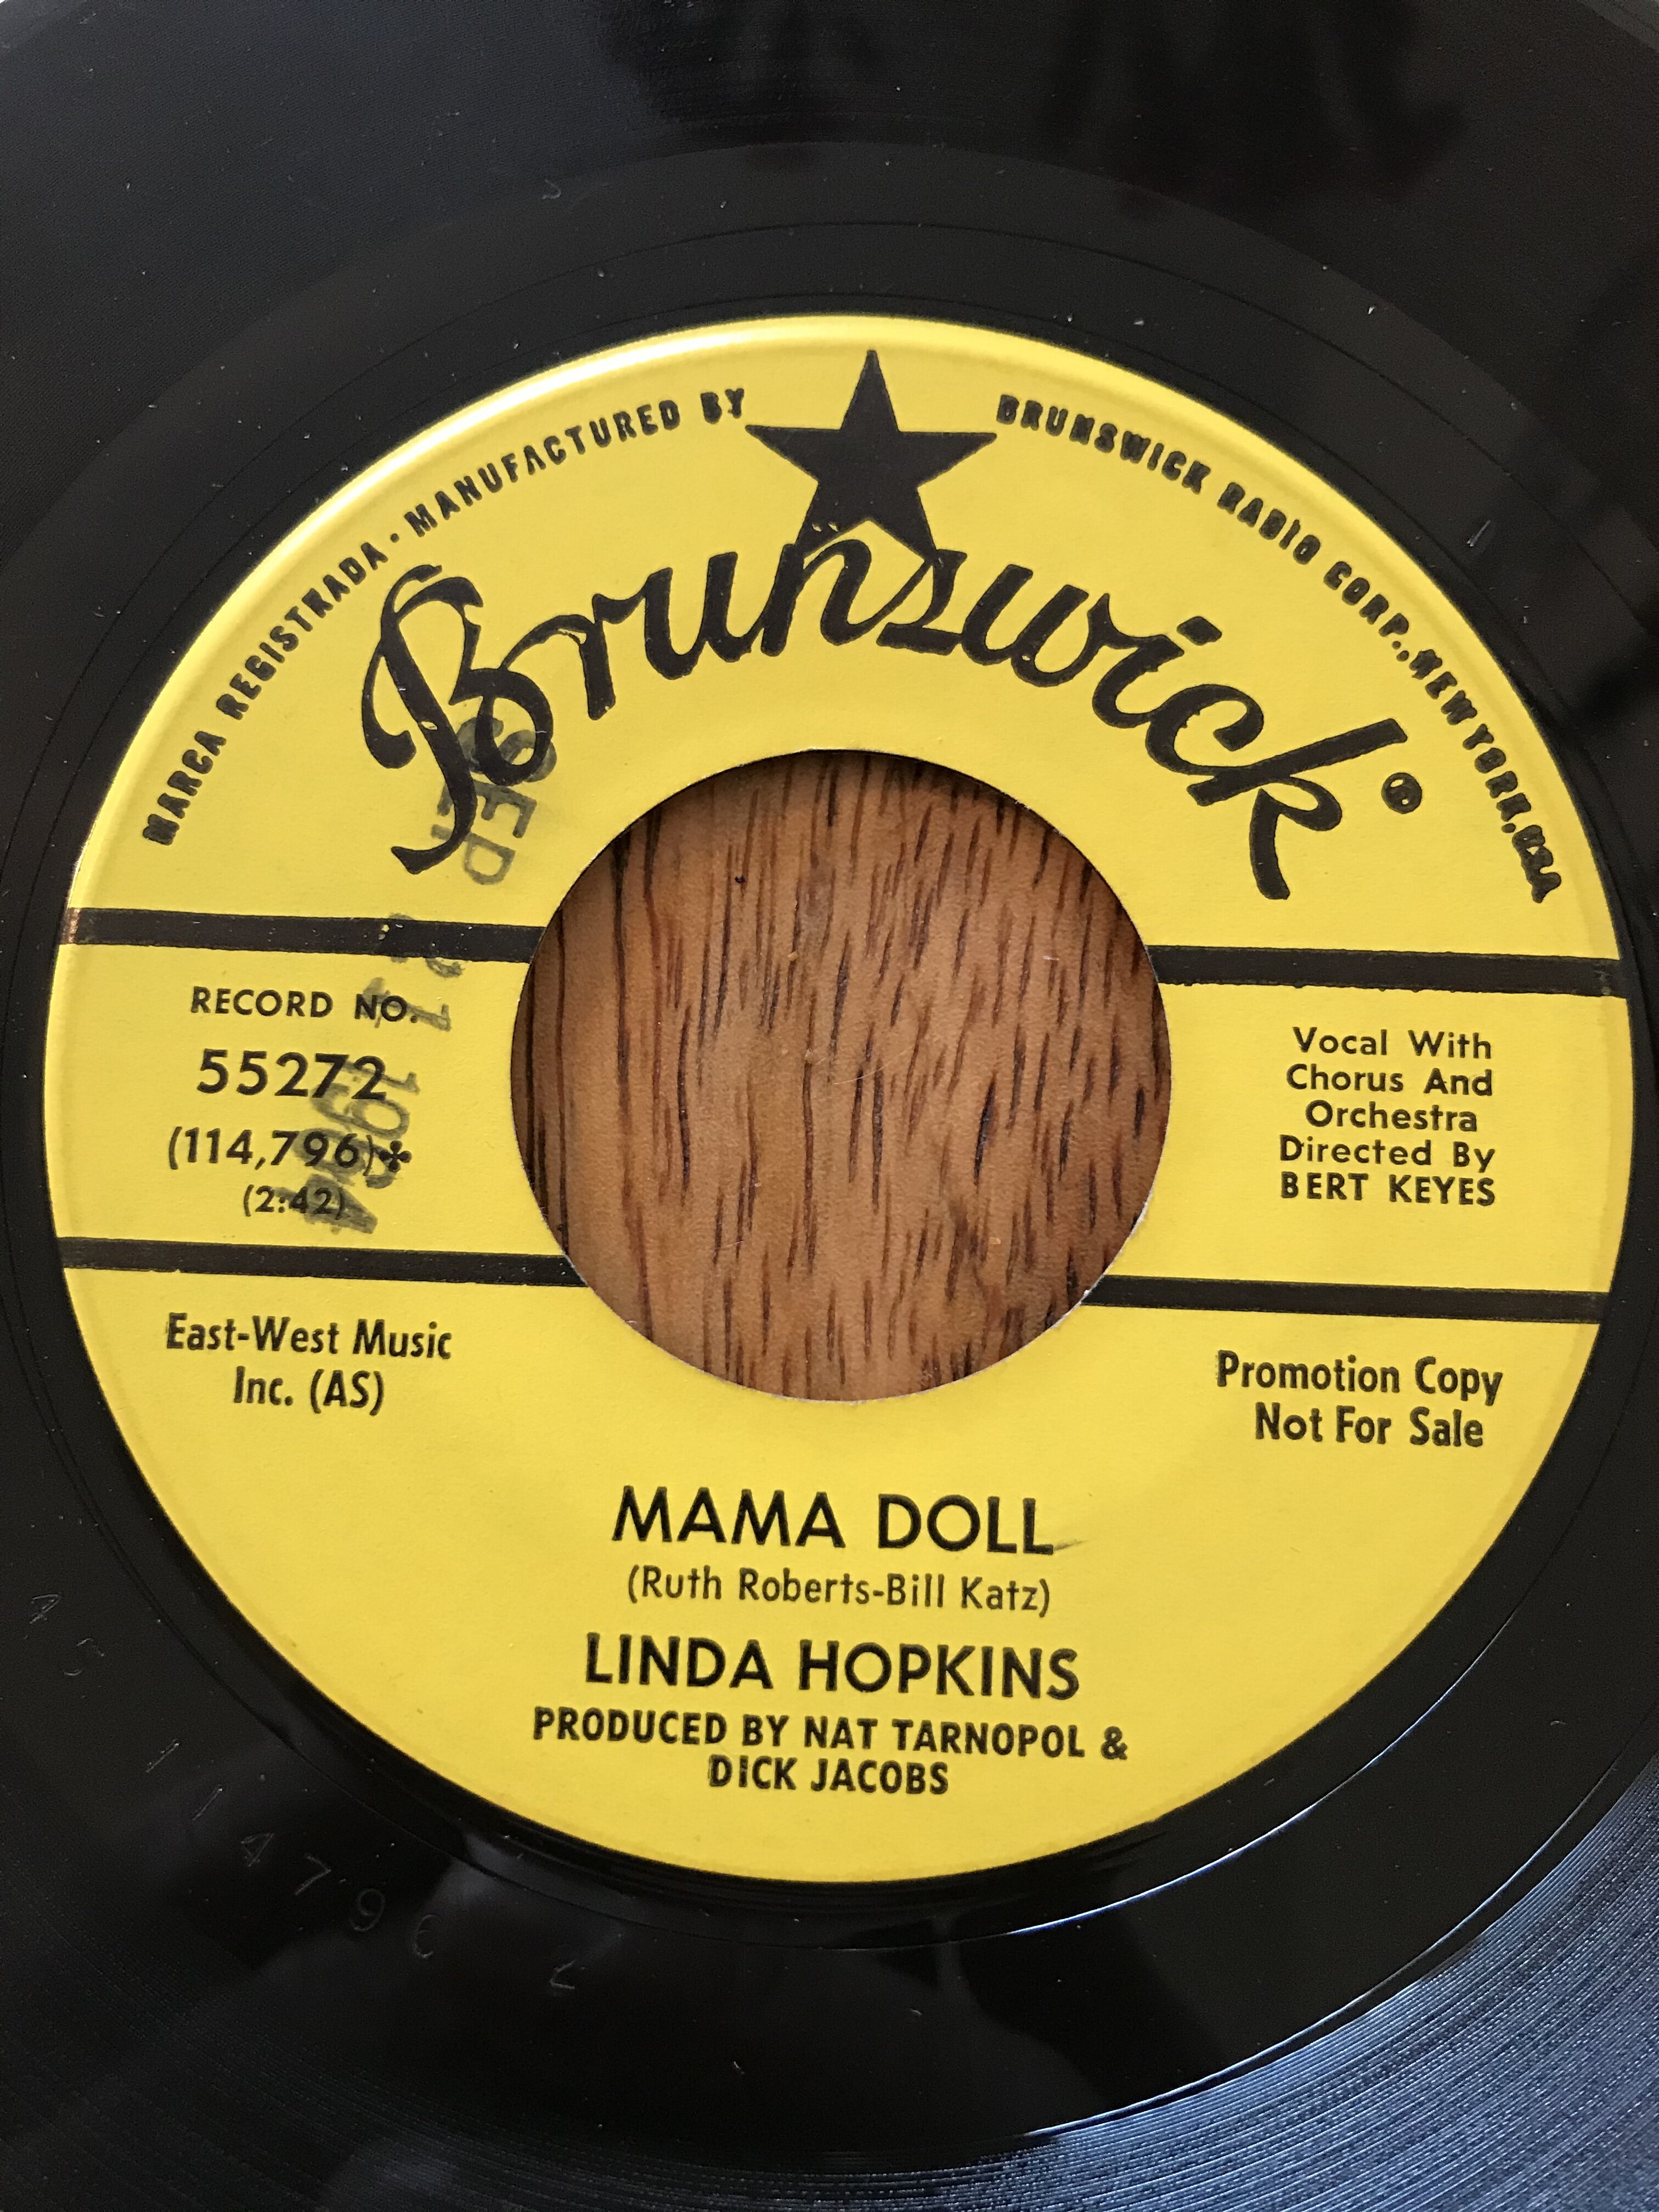 MARCA REGISTRADA · MANUFACTURED BY BRUNSWICK RADIO CORP., NEW YORK, USA
Brunswick®
RECORD NO.
55272
(114,796)✤
(2:42)
Vocal With
Chorus And
Orchestra
Directed By
BERT KEYES
East-West Music
Inc. (AS)
Promotion Copy
Not For Sale
MAMA DOLL
(Ruth Roberts-Bill Katz)
LINDA HOPKINS
PRODUCED BY NAT TARNOPOL &
DICK JACOBS